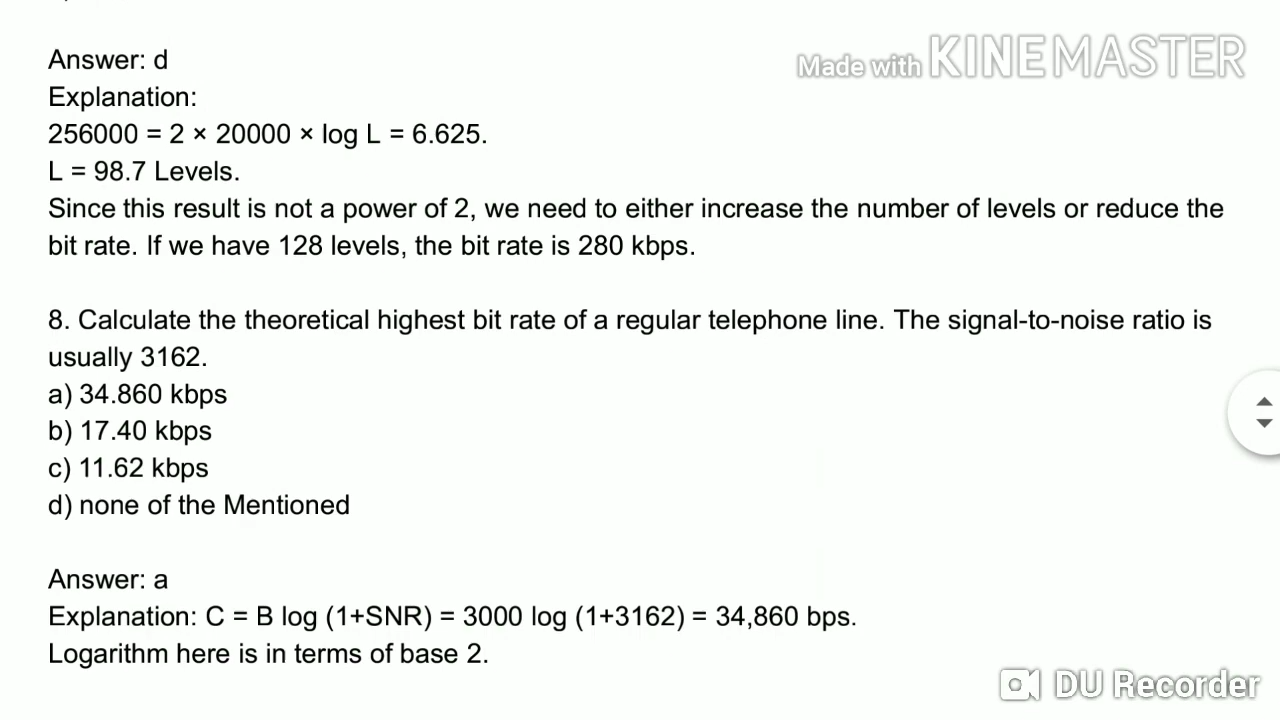 Made with KINEMASTER
Answer: d
Explanation:
256000 = 2 × 20000 × log L = 6.625.
L = 98.7 Levels.
Since this result is not a power of 2, we need to either increase the number of levels or reduce the
bit rate. If we have 128 levels, the bit rate is 280 kbps.
8. Calculate the theoretical highest bit rate of a regular telephone line. The signal-to-noise ratio is
usually 3162.
a) 34.860 kbps
b) 17.40 kbps
c) 11.62 kbps
d) none of the Mentioned
Answer: a
Explanation: C = B log (1+SNR) = 3000 log (1+3162) = 34,860 bps.
Logarithm here is in terms of base 2.
DU Recorder